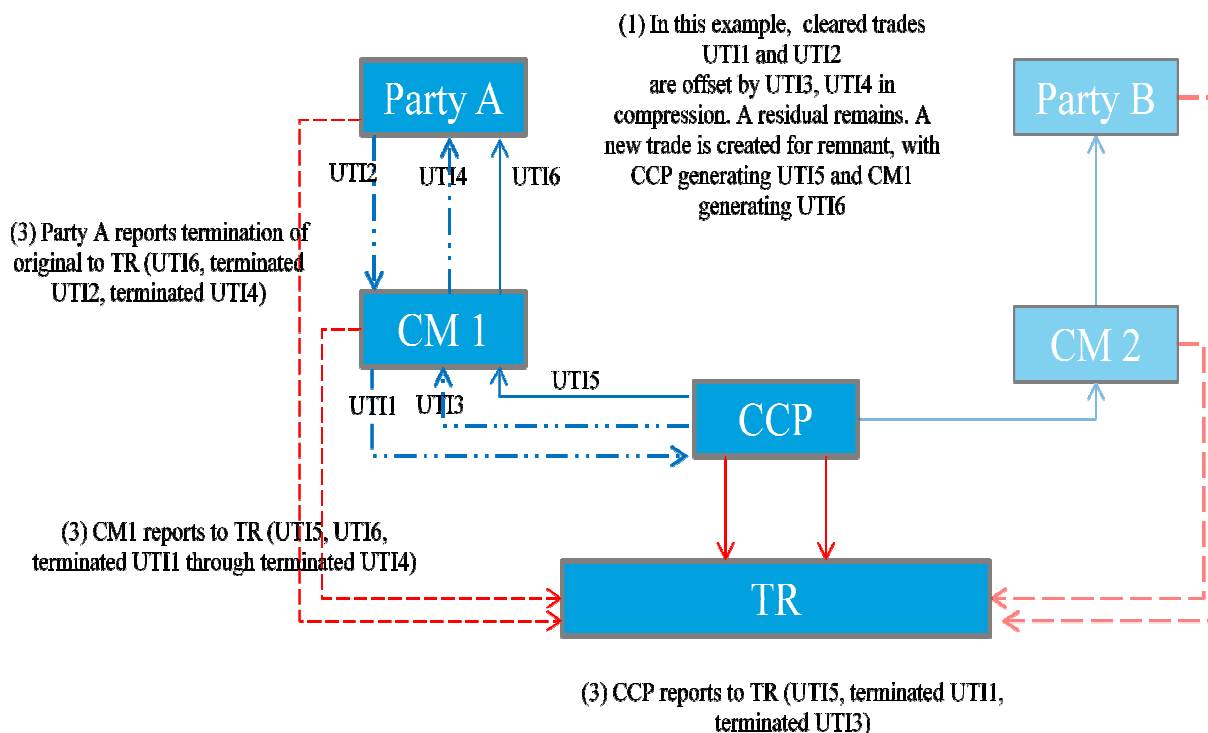 (1) In this example, cleared trades
UTI1 and UTI2
are offset by UTI3, UTI4 in
compression. A residual remains. A
new trade is created for remnant, with
CCP generating UTI5 and CM1
generating UTI6
Party A
Party B
UTI2
UTI4
UTI6
(3) Party A reports termination of
original to TR (UTI6, terminated
UTI2, terminated UTI4)
CM 1
CM 2
UTI5
UTI1
UTI3
CCP
(3) CM1 reports to TR (UTI5, UTI6,
terminated UTI1 through terminated UTI4)
TR
(3) CCP reports to TR (UTI5, terminated UTI1,
terminated UTI3)